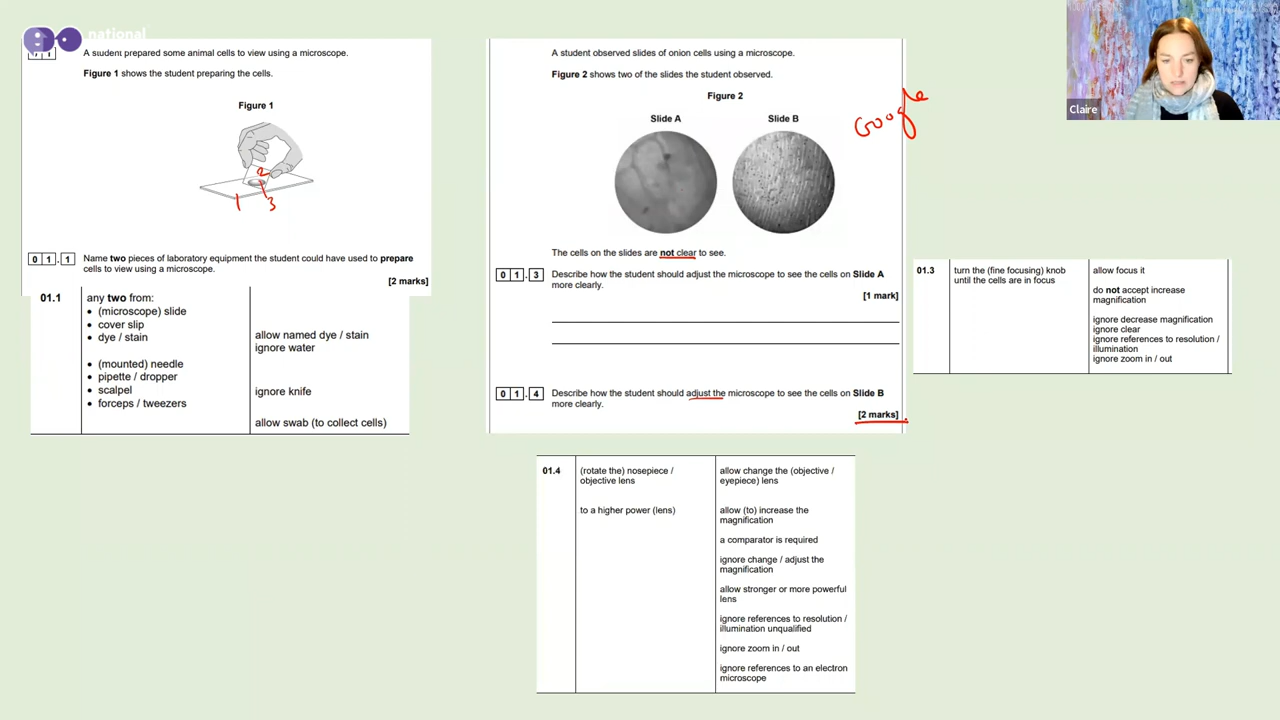 national
A student prepared some animal cells to view using a microscope.
Figure 1 shows the student preparing the cells.
Figure 1
1
2
3
0 1 . 1 Name two pieces of laboratory equipment the student could have used to prepare
cells to view using a microscope.
[2 marks]
01.1
any two from:
• (microscope) slide
• cover slip
• dye / stain
• (mounted) needle
• pipette / dropper
• scalpel
• forceps / tweezers
allow named dye / stain
ignore water
ignore knife
allow swab (to collect cells)
A student observed slides of onion cells using a microscope.
Figure 2 shows two of the slides the student observed.
Figure 2
Slide A
Slide B
Google
The cells on the slides are not clear to see.
0 1 . 3 Describe how the student should adjust the microscope to see the cells on Slide A
more clearly.
[1 mark]
0 1 . 4 Describe how the student should adjust the microscope to see the cells on Slide B
more clearly.
[2 marks]
01.3
turn the (fine focusing) knob
until the cells are in focus
allow focus it
do not accept increase
magnification
ignore decrease magnification
ignore clear
ignore references to resolution /
illumination
ignore zoom in / out
01.4
(rotate the) nosepiece /
objective lens
to a higher power (lens)
allow change the (objective /
eyepiece) lens
allow (to) increase the
magnification
a comparator is required
ignore change / adjust the
magnification
allow stronger or more powerful
lens
ignore references to resolution /
illumination unqualified
ignore zoom in / out
ignore references to an electron
microscope
Claire